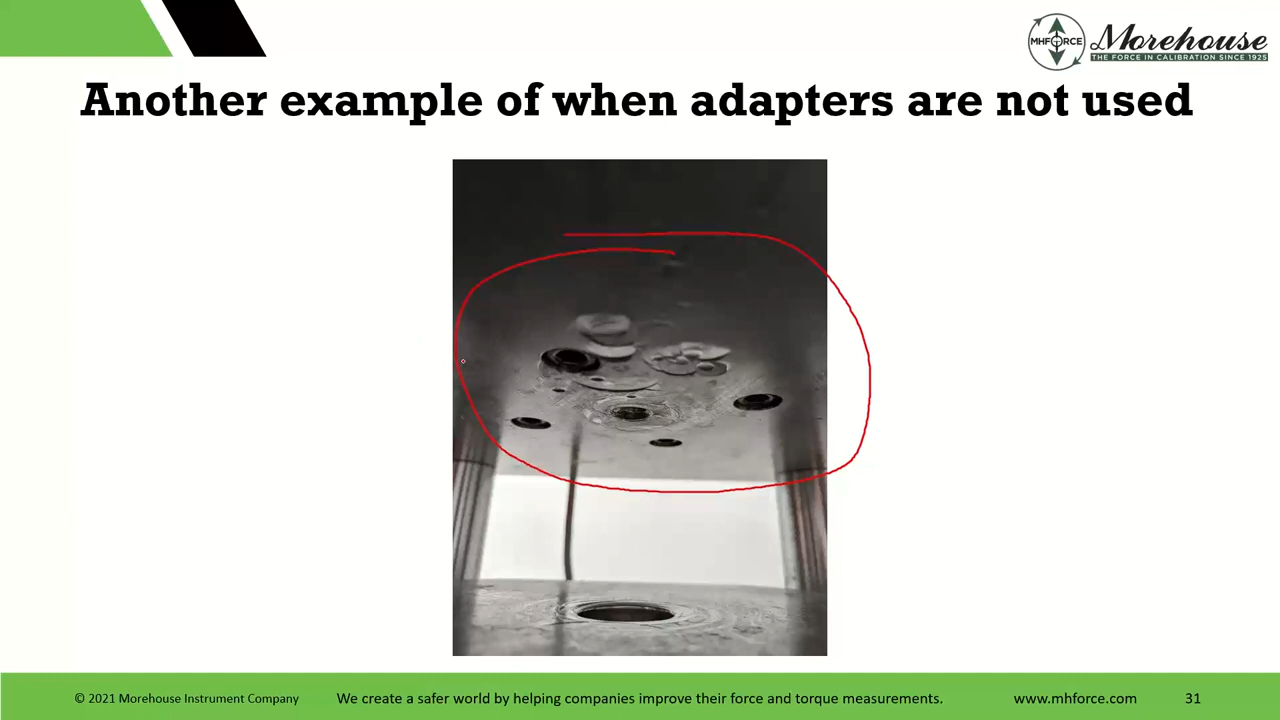 MHFORCE
Morehouse
THE FORCE IN CALIBRATION SINCE 1925
Another example of when adapters are not used
© 2021 Morehouse Instrument Company
We create a safer world by helping companies improve their force and torque measurements.
www.mhforce.com
31